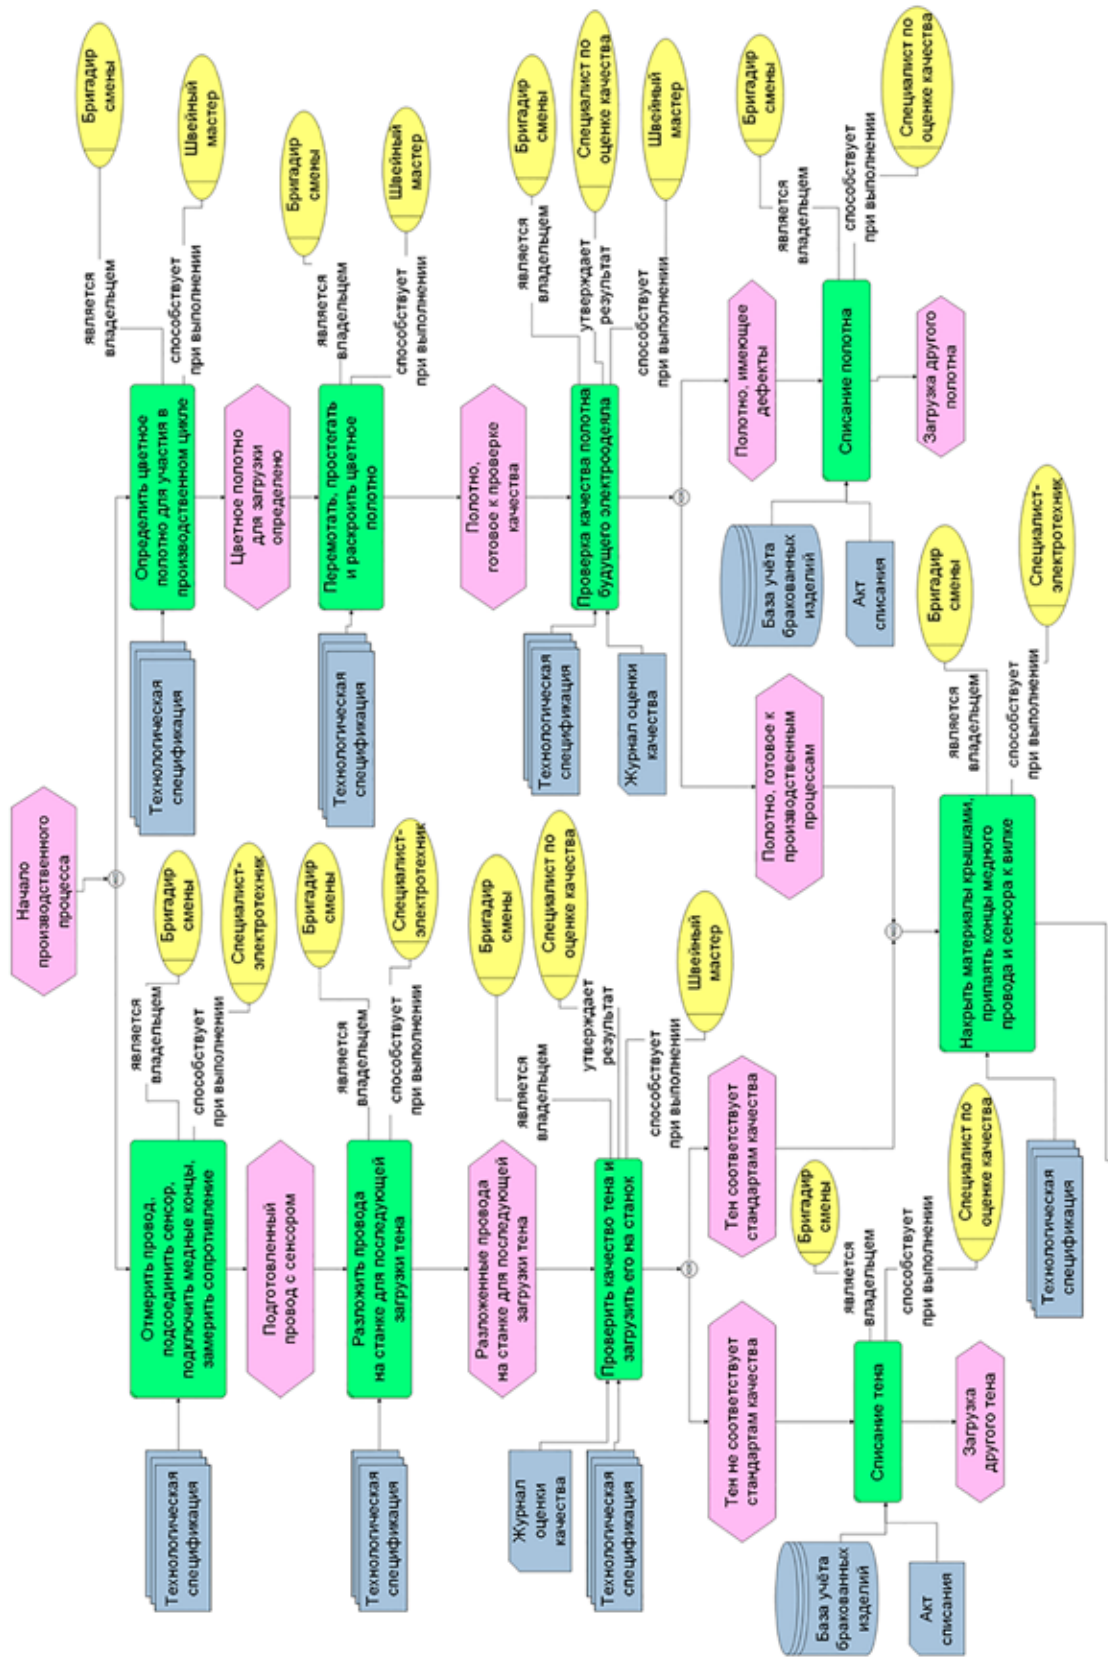 Начало
производственного
процесса
Отмерить провод,
подсоединить сенсор,
подключить медные концы,
замерить сопротивление
Технологическая
спецификация
является
владельцем
Бригадир
смены
способствует
при выполнении
Специалист-
электротехник
Подготовленный
провод с сенсором
Разложить провода
на станке для последующей
загрузки тена
Технологическая
спецификация
является
владельцем
Бригадир
смены
способствует
при выполнении
Специалист-
электротехник
Разложенные провода
на станке для последующей
загрузки тена
Проверить качество тена и
загрузить его на станок
Журнал
оценки
качества
Технологическая
спецификация
является
владельцем
Бригадир
смены
утверждает
результат
Специалист по
оценке качества
способствует
при выполнении
Швейный
мастер
Тен не соответствует
стандартам качества
Тен соответствует
стандартам качества
Списание тена
База учёта
бракованных
изделий
Акт
списания
является
владельцем
Бригадир
смены
способствует
при выполнении
Специалист по
оценке качества
Загрузка
другого тена
Определить цветное
полотно для участия в
производственном цикле
Технологическая
спецификация
является
владельцем
Бригадир
смены
способствует
при выполнении
Швейный
мастер
Цветное полотно
для загрузки
определено
Перемотать, простегать
и раскроить цветное
полотно
Технологическая
спецификация
является
владельцем
Бригадир
смены
способствует
при выполнении
Швейный
мастер
Полотно,
готовое к проверке
качества
Проверка качества полотна
будущего электроодеяла
Технологическая
спецификация
Журнал оценки
качества
является
владельцем
Бригадир
смены
утверждает
результат
Специалист по
оценке качества
способствует
при выполнении
Швейный
мастер
Полотно, готовое к
производственным
процессам
Полотно, имеющее
дефекты
Списание полотна
База учёта
бракованных
изделий
Акт
списания
является
владельцем
Бригадир
смены
способствует
при выполнении
Специалист по
оценке качества
Загрузка другого
полотна
Накрыть материалы крышками,
припаять концы медного
провода и сенсора к вилке
Технологическая
спецификация
является
владельцем
Бригадир
смены
способствует
при выполнении
Специалист-
электротехник